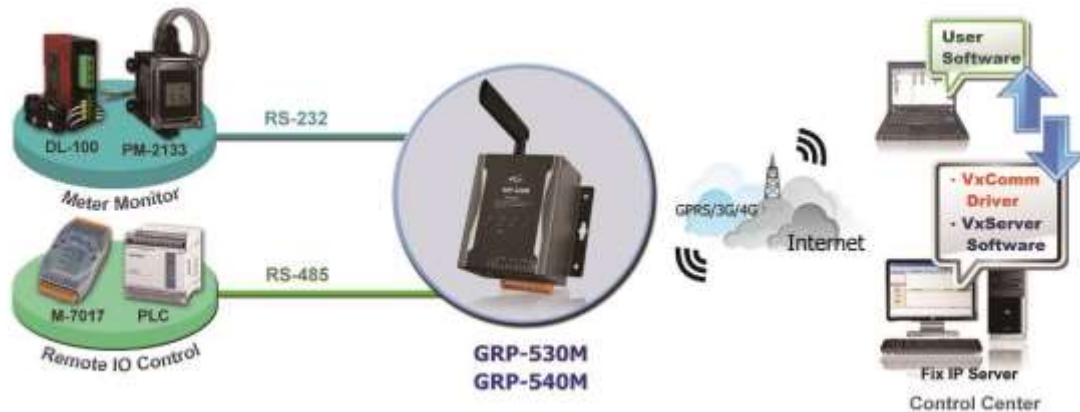 DL-100
PM-2133
Meter Monitor
RS-232
M-7017
PLC
Remote IO Control
RS-485
GRP-530M
GRP-540M
GPRS/3G/4G
Internet
User
Software
• VxComm
Driver
• VxServer
Software
Fix IP Server
Control Center